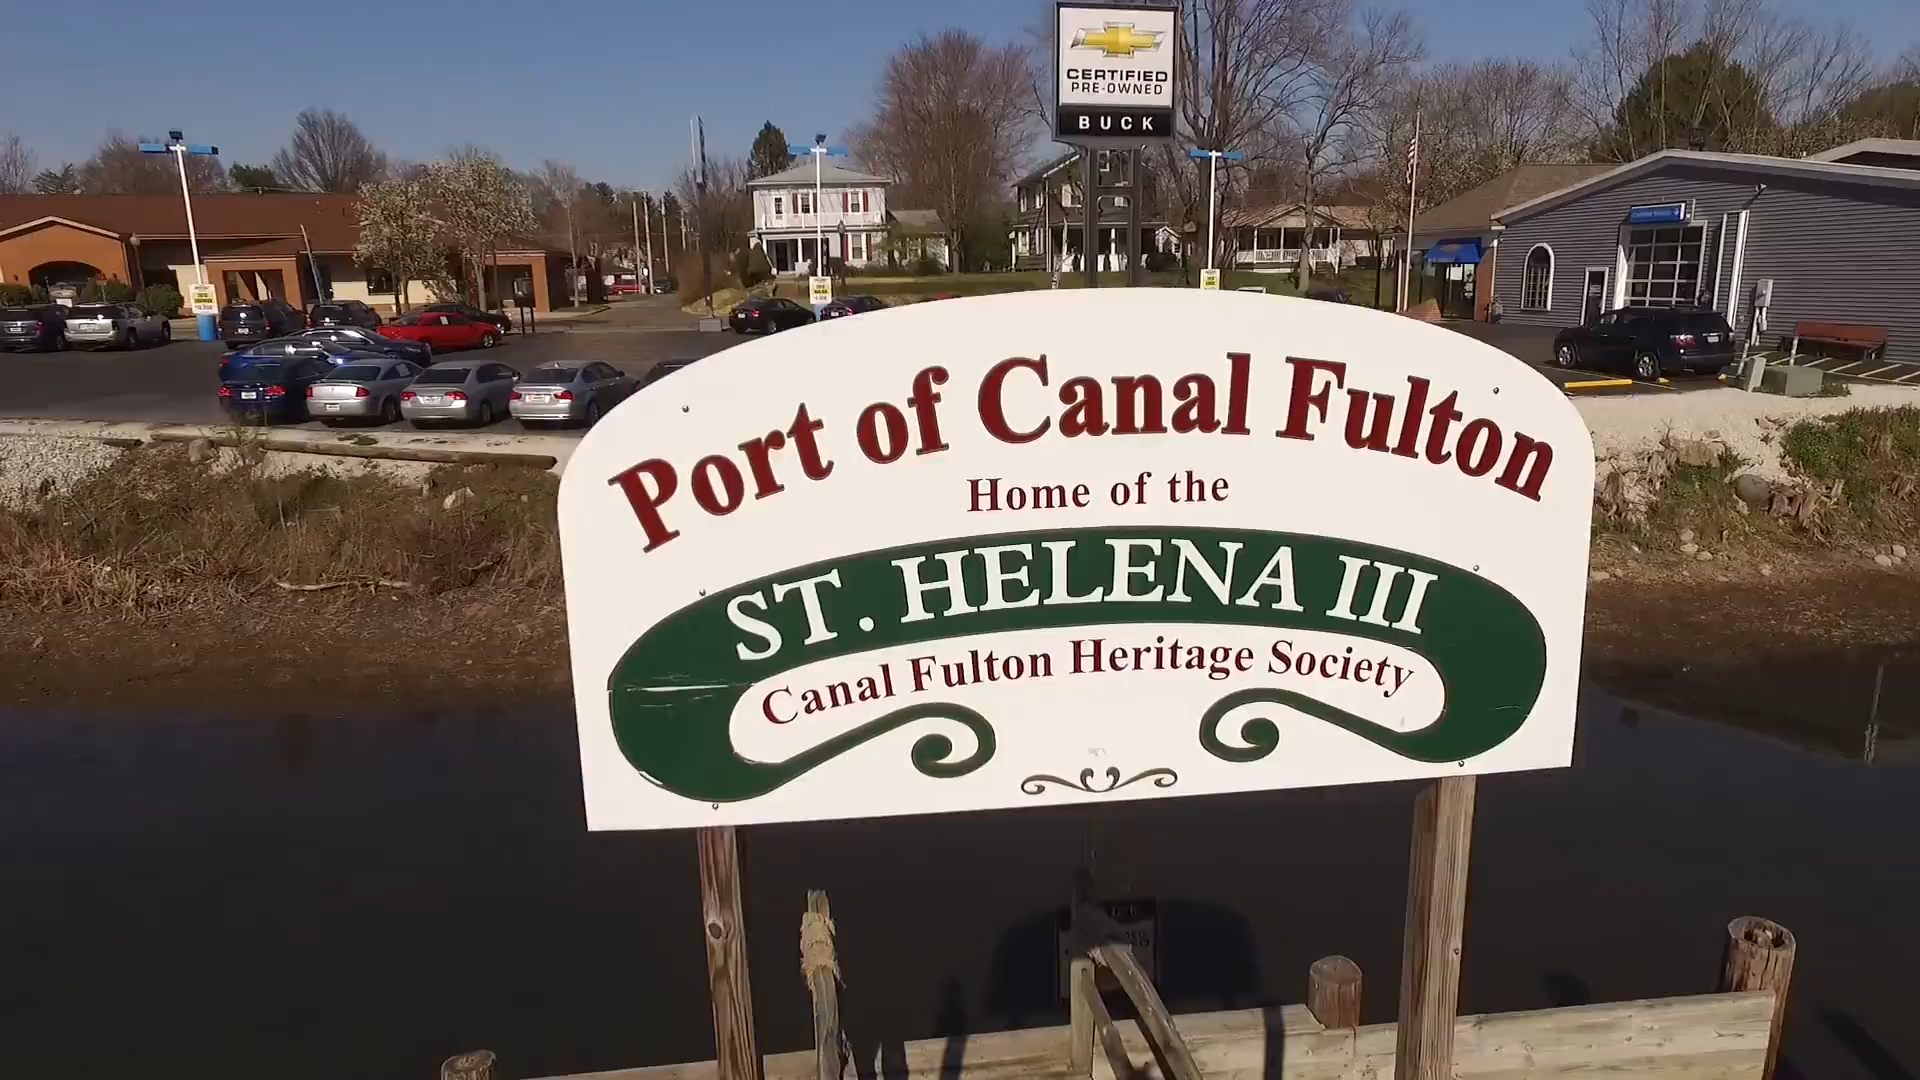 CERTIFIED
PRE-OWNED
BUCK
Port of Canal Fulton
Home of the
ST. HELENA III
Canal Fulton Heritage Society